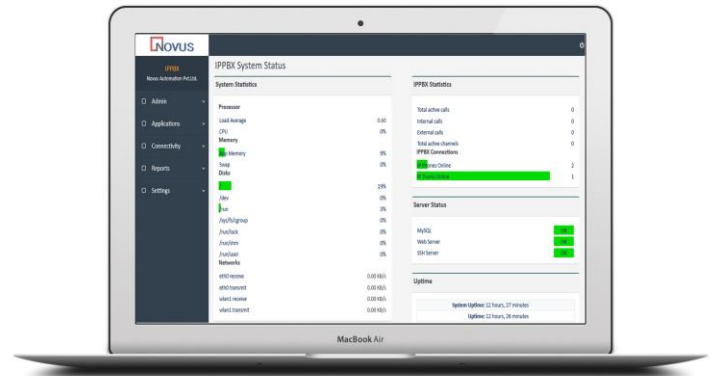 NOVUS
IPPBX
Novus Automation Pvt.Ltd.
Admin
Applications
Connectivity
Reports
Settings
IPPBX System Status
System Statistics
Processor
Load Average 0.60
CPU 0%
Memory
App Memory 9%
Swap 0%
Disks
/ 19%
/dev 0%
/run 3%
/sys/fs/cgroup 0%
/run/lock 0%
/run/shm 0%
/run/user 0%
Networks
eth0 receive 0.00 KB/s
eth0 transmit 0.00 KB/s
wlan1 receive 0.00 KB/s
wlan1 transmit 0.00 KB/s
IPPBX Statistics
Total active calls 0
Internal calls 0
External calls 0
Total active channels 0
IPPBX Connections
IP Phones Online 2
1
Server Status
MySQL OK
Web Server OK
SSH Server OK
Uptime
System Uptime: 12 hours, 27 minutes
Uptime: 12 hours, 26 minutes
MacBook Air